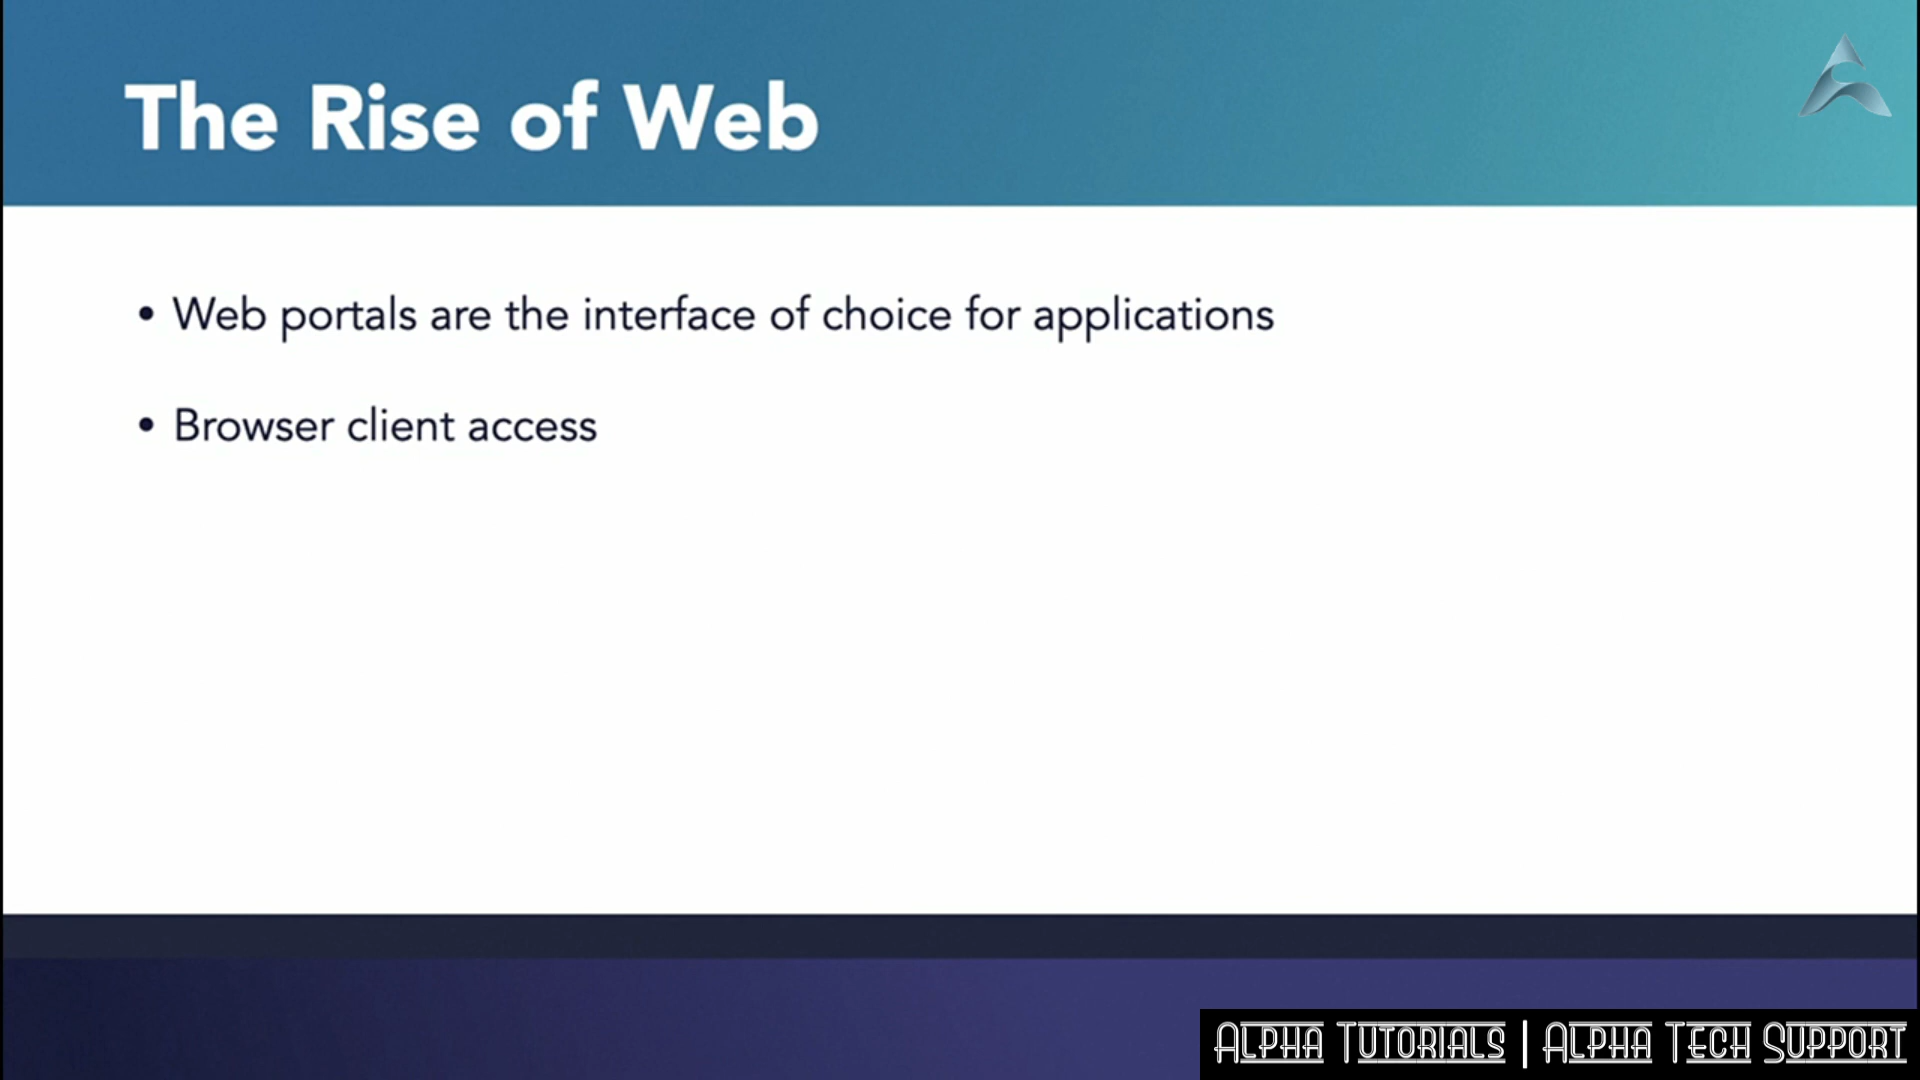 The Rise of Web
• Web portals are the interface of choice for applications
• Browser client access
Alpha Tutorials | Alpha Tech Support